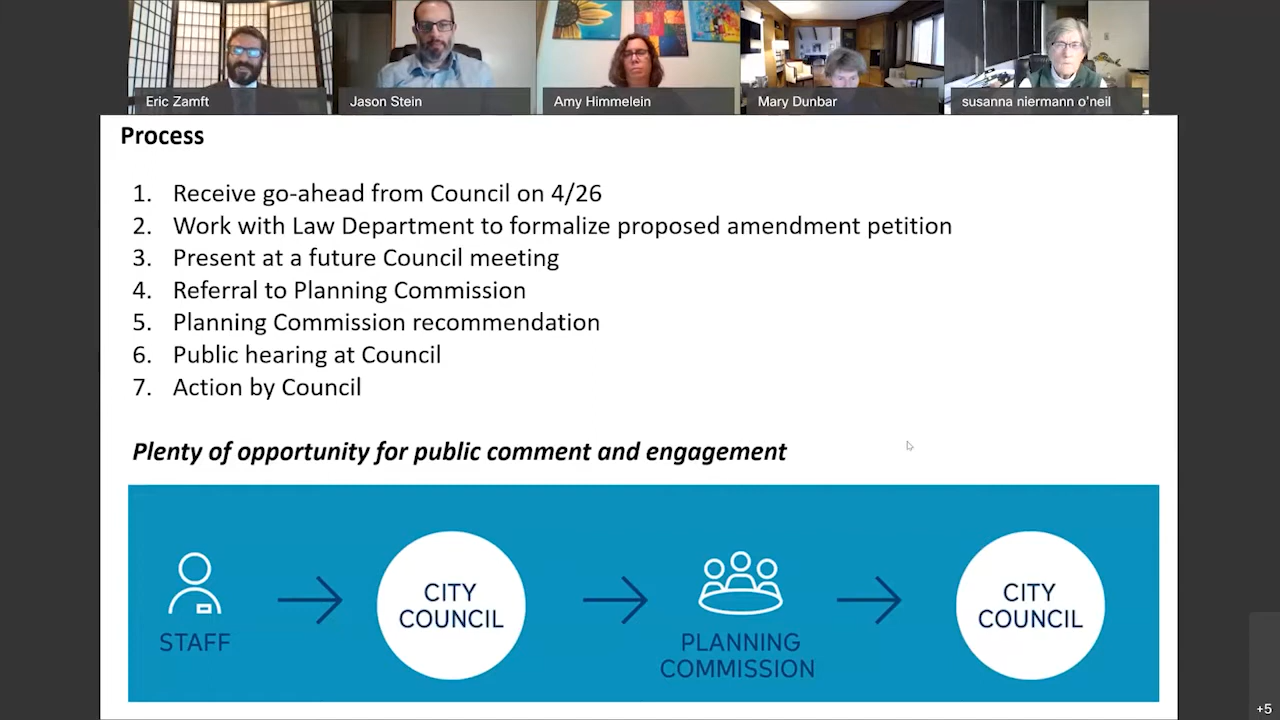 Eric Zamft
Jason Stein
Amy Himmelein
Mary Dunbar
susanna niermann o'neil
Process
1. Receive go-ahead from Council on 4/26
2. Work with Law Department to formalize proposed amendment petition
3. Present at a future Council meeting
4. Referral to Planning Commission
5. Planning Commission recommendation
6. Public hearing at Council
7. Action by Council
Plenty of opportunity for public comment and engagement
STAFF
CITY
COUNCIL
PLANNING
COMMISSION
CITY
COUNCIL
+5